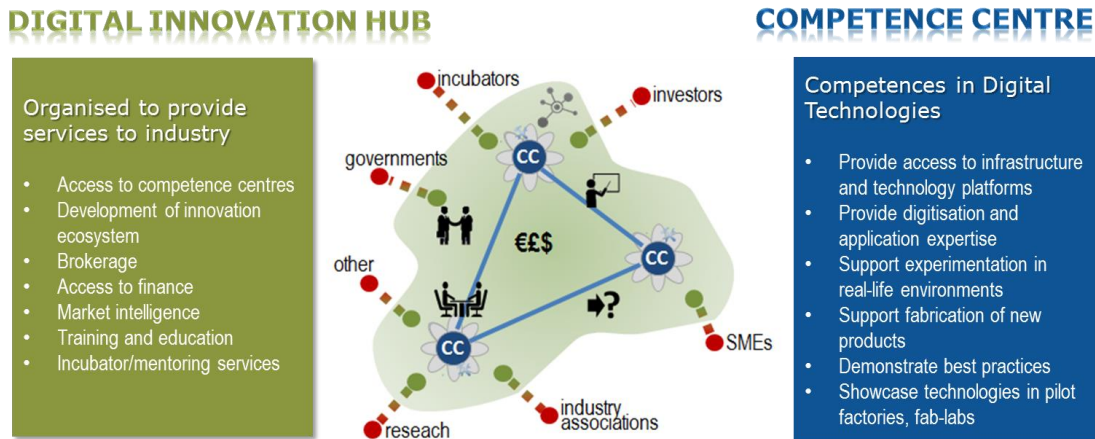 DIGITAL INNOVATION HUB
COMPETENCE CENTRE
Organised to provide
services to industry
• Access to competence centres
• Development of innovation
ecosystem
• Brokerage
• Access to finance
• Market intelligence
• Training and education
• Incubator/mentoring services
incubators
investors
governments
CC
€£$
other
CC
CC
→?
SMEs
industry
associations
reseach
Competences in Digital
Technologies
• Provide access to infrastructure
and technology platforms
• Provide digitisation and
application expertise
• Support experimentation in
real-life environments
• Support fabrication of new
products
• Demonstrate best practices
• Showcase technologies in pilot
factories, fab-labs